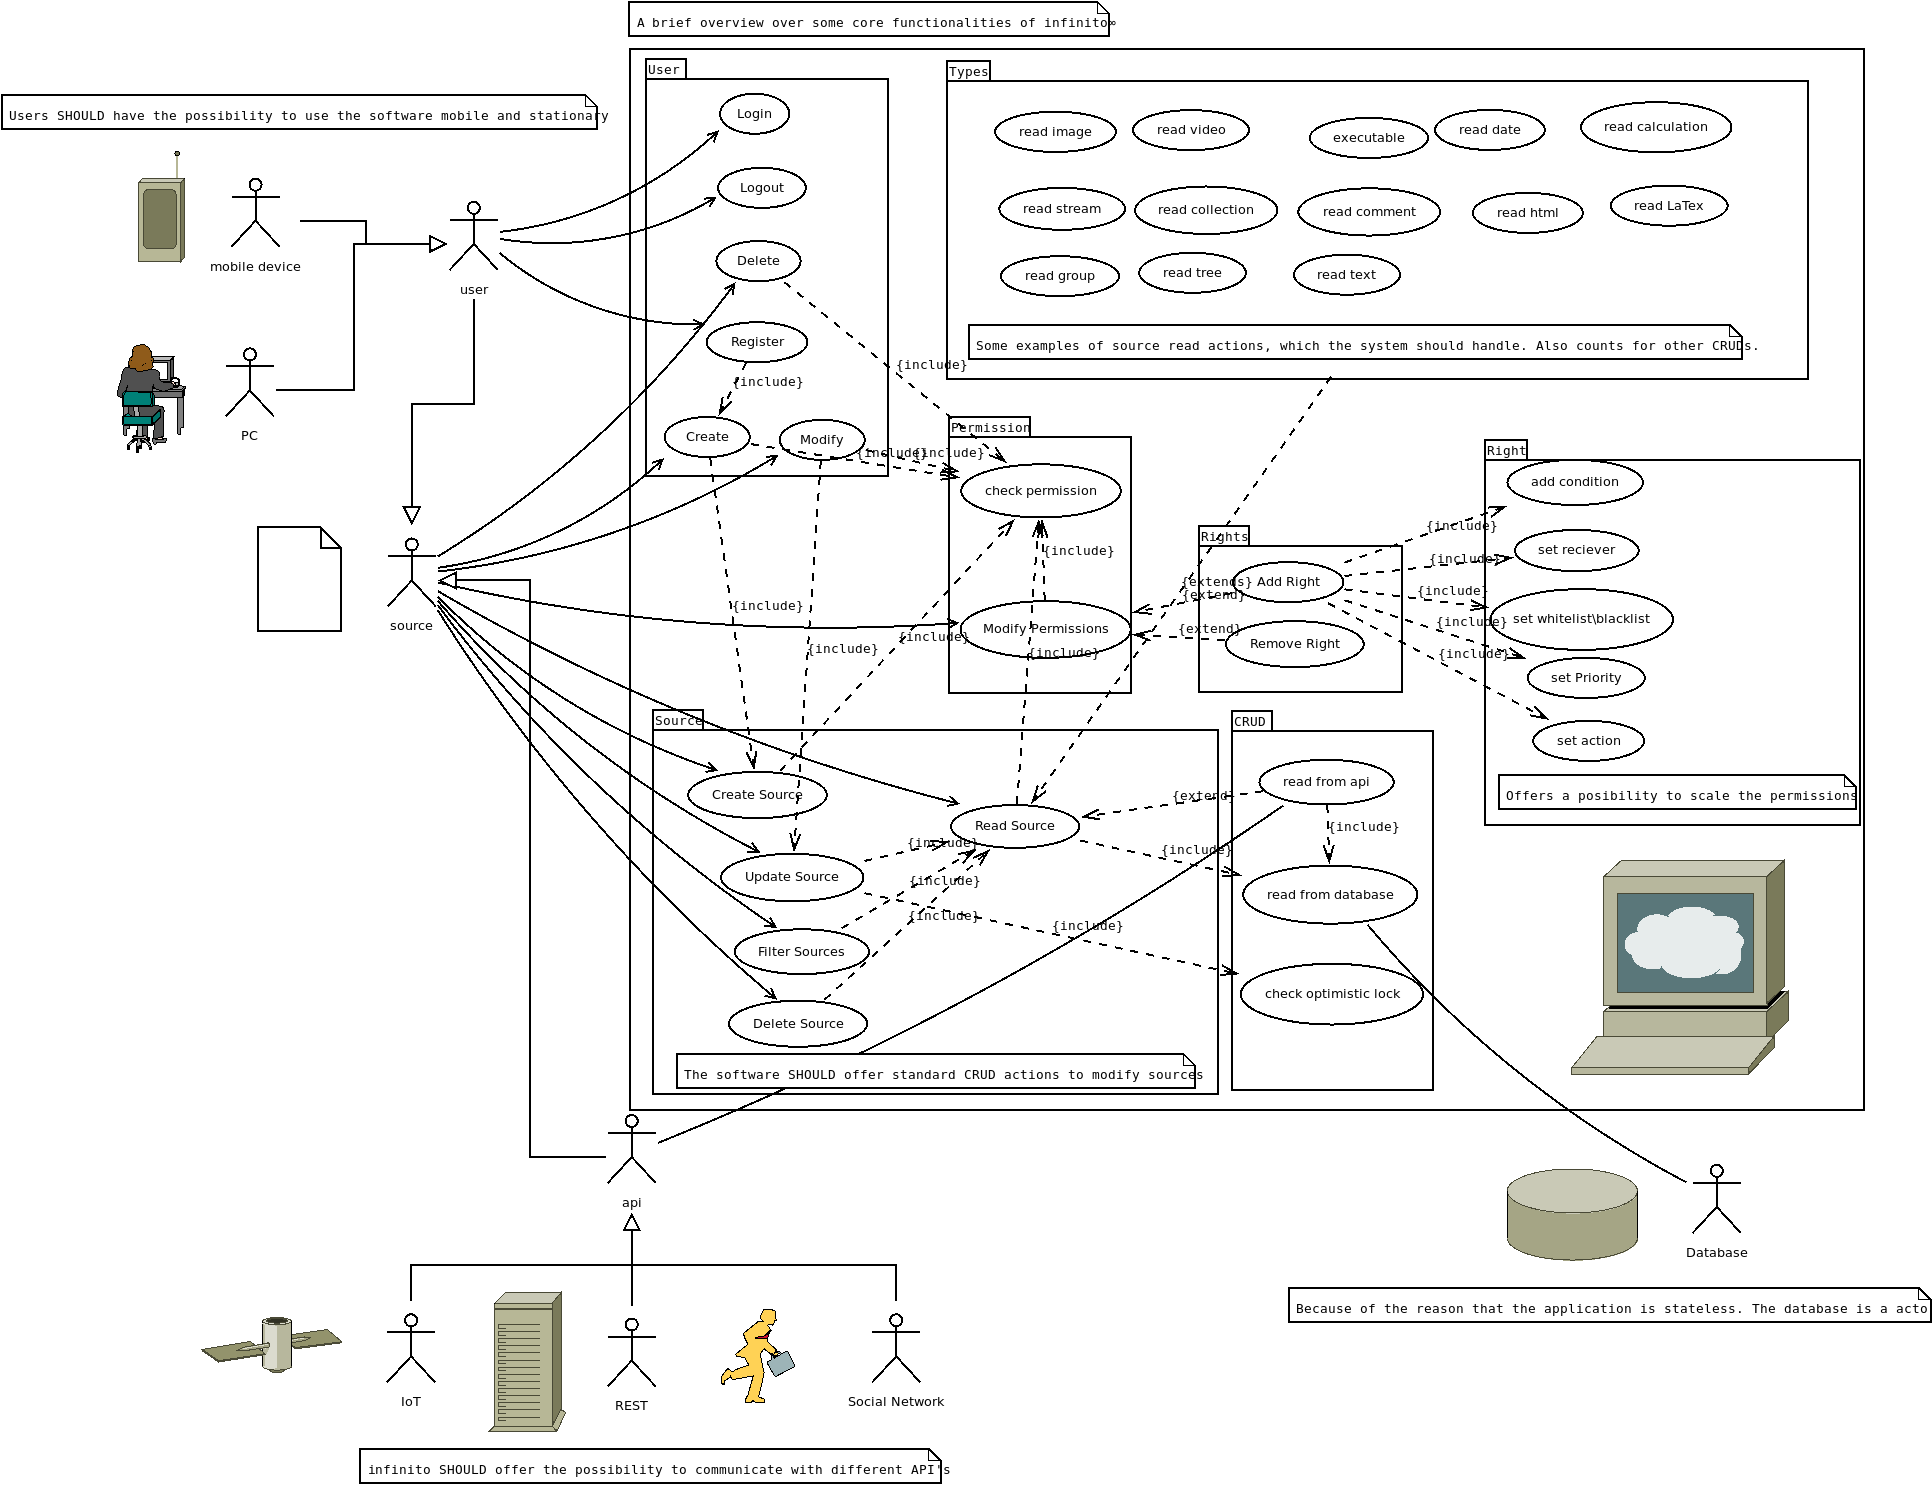 A brief overview over some core functionalities of infinito∞
Users SHOULD have the possibility to use the software mobile and stationary
mobile device
PC
user
source
User
Login
Logout
Delete
Register
{include}
Create
Modify
{include}
{include}
{include}
Types
read image
read video
executable
read date
read calculation
read stream
read collection
read comment
read html
read LaTex
read group
read tree
read text
Some examples of source read actions, which the system should handle. Also counts for other CRUDs.
Permission
check permission
{include}
Modify Permissions
{include}
{include}
{include}
{include}
Rights
Add Right
Remove Right
{extends}
{extend}
{extend}
Right
add condition
set reciever
set whitelist\blacklist
set Priority
set action
{include}
{include}
{include}
{include}
{include}
Offers a posibility to scale the permissions
Source
Create Source
Read Source
Update Source
Filter Sources
Delete Source
{include}
{include}
{include}
{include}
{include}
{extend}
The software SHOULD offer standard CRUD actions to modify sources
CRUD
read from api
{include}
read from database
check optimistic lock
api
Database
Because of the reason that the application is stateless. The database is a acto
IoT
REST
Social Network
infinito SHOULD offer the possibility to communicate with different API's